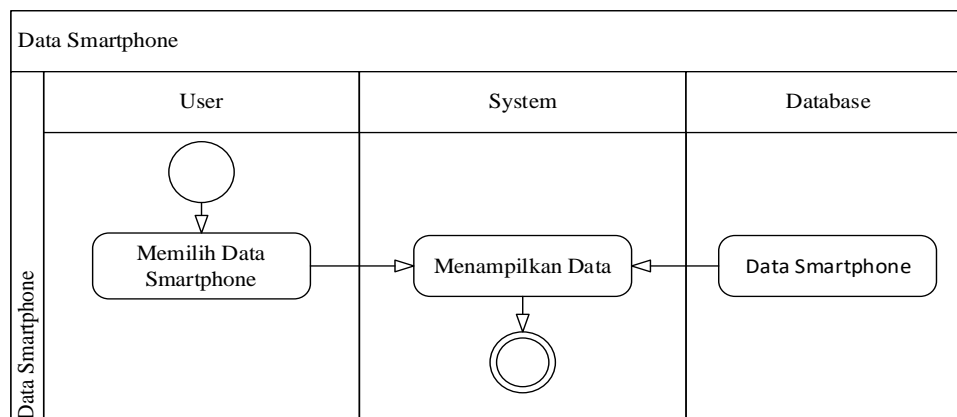 Data Smartphone
User
System
Database
Memilih Data
Smartphone
Menampilkan Data
Data Smartphone
Data Smartphone